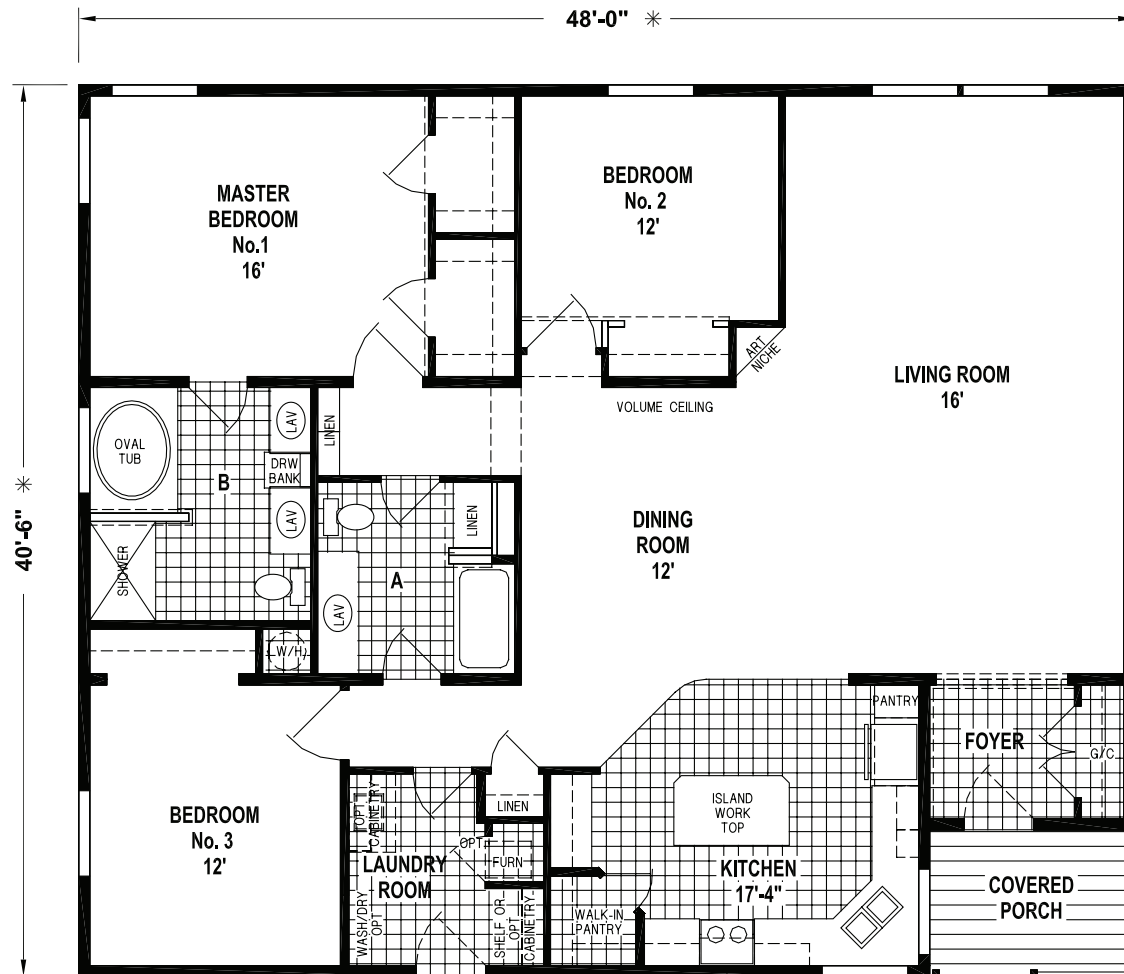 48'-0" ✳
40'-6" ✳
MASTER
BEDROOM
No.1
16'
BEDROOM
No. 2
12'
ART
NICHE
LIVING ROOM
16'
VOLUME CEILING
OVAL
TUB
LAV
DRW
BANK
LAV
B
SHOWER
LINEN
LINEN
A
LAV
W/H
DINING
ROOM
12'
PANTRY
FOYER
G/C
BEDROOM
No. 3
12'
OPT
CABINETRY
LINEN
OPT
FURN
LAUNDRY
ROOM
WASH/DRY
OPT
SHELF OR
OPT
CABINETRY
ISLAND
WORK
TOP
KITCHEN
17'-4"
WALK-IN
PANTRY
COVERED
PORCH